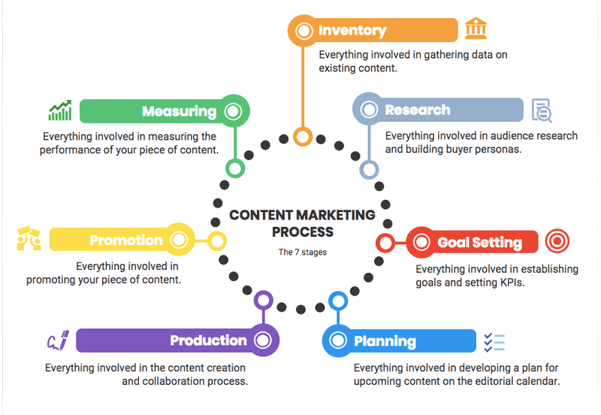 Inventory
Everything involved in gathering data on
existing content.
Measuring
Everything involved in measuring the
performance of your piece of content.
Research
Everything involved in audience research
and building buyer personas.
CONTENT MARKETING
PROCESS
The 7 stages
Promotion
Everything involved in
promoting your piece of content.
Goal Setting
Everything involved in establishing
goals and setting KPIs.
Production
Everything involved in the content creation
and collaboration process.
Planning
Everything involved in developing a plan for
upcoming content on the editorial calendar.